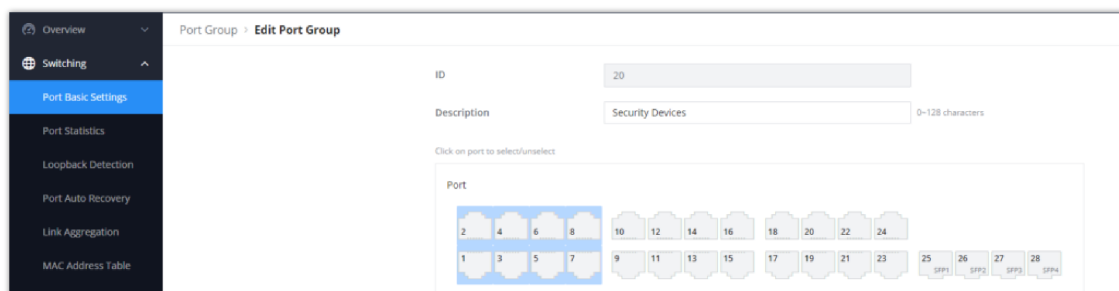 Overview
Port Group > Edit Port Group
Switching
Port Basic Settings
Port Statistics
Loopback Detection
Port Auto Recovery
Link Aggregation
MAC Address Table
ID
20
Description
Security Devices
0~128 characters
Click on port to select/unselect
Port
2 4 6 8 10 12 14 16 18 20 22 24
1 3 5 7 9 11 13 15 17 19 21 23 25 26 27 28
SFP1 SFP2 SFP3 SFP4